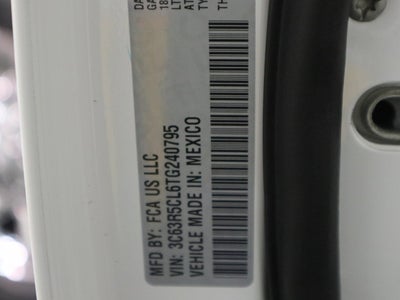 MFD BY: FCA US LLC
VIN: 3C63R5CL6TG240795
VEHICLE MADE IN: MEXICO